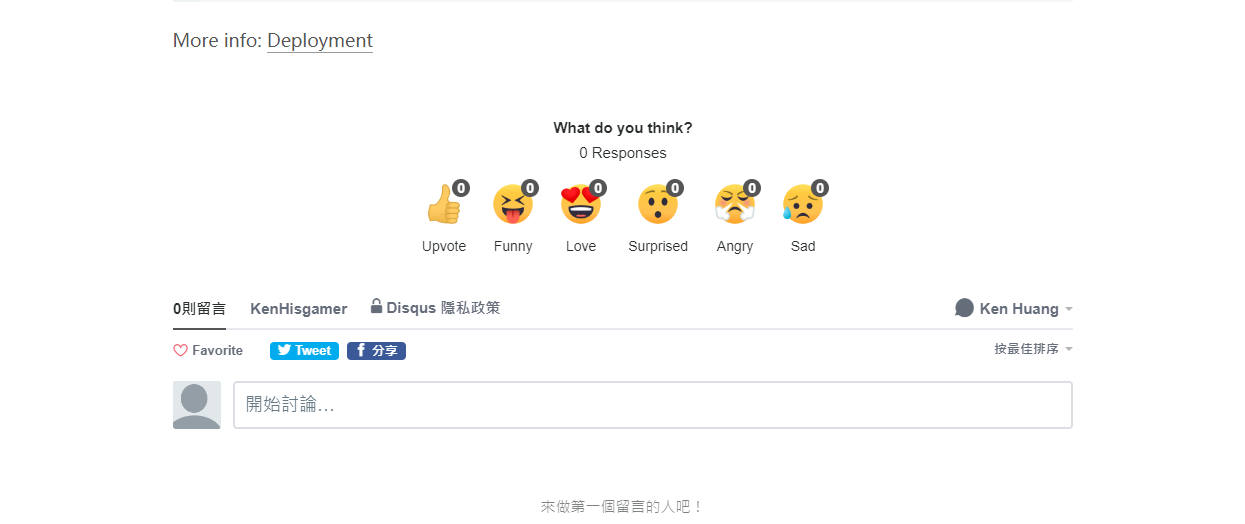 More info: Deployment
What do you think?
0 Responses
0 0 0 0 0 0
Upvote Funny Love Surprised Angry Sad
0則留言 KenHisgamer Disqus 隱私政策 Ken Huang
Favorite Tweet f 分享 按最佳排序
開始討論...
來做第一個留言的人吧！